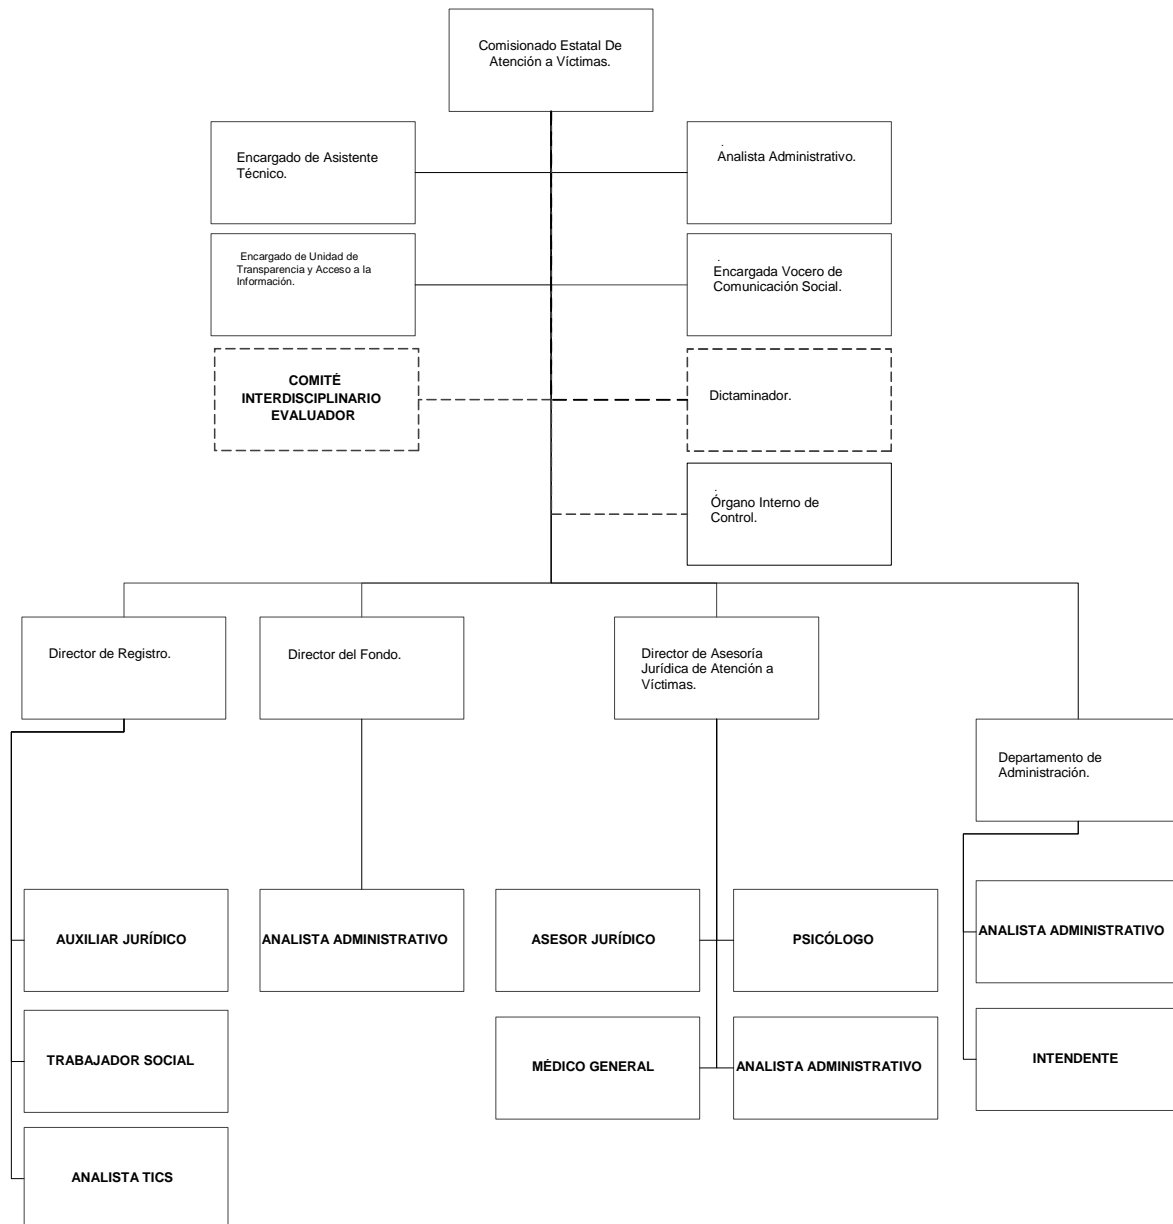 Comisionado Estatal De
Atención a Víctimas.
Encargado de Asistente
Técnico.
.
Analista Administrativo.
Encargado de Unidad de
Transparencia y Acceso a la
Información.
.
Encargada Vocero de
Comunicación Social.
COMITÉ
INTERDISCIPLINARIO
EVALUADOR
Dictaminador.
.
Órgano Interno de
Control.
Director de Registro.
Director del Fondo.
Director de Asesoría
Jurídica de Atención a
Víctimas.
Departamento de
Administración.
AUXILIAR JURÍDICO
ANALISTA ADMINISTRATIVO
ASESOR JURÍDICO
PSICÓLOGO
ANALISTA ADMINISTRATIVO
TRABAJADOR SOCIAL
MÉDICO GENERAL
ANALISTA ADMINISTRATIVO
INTENDENTE
ANALISTA TICS